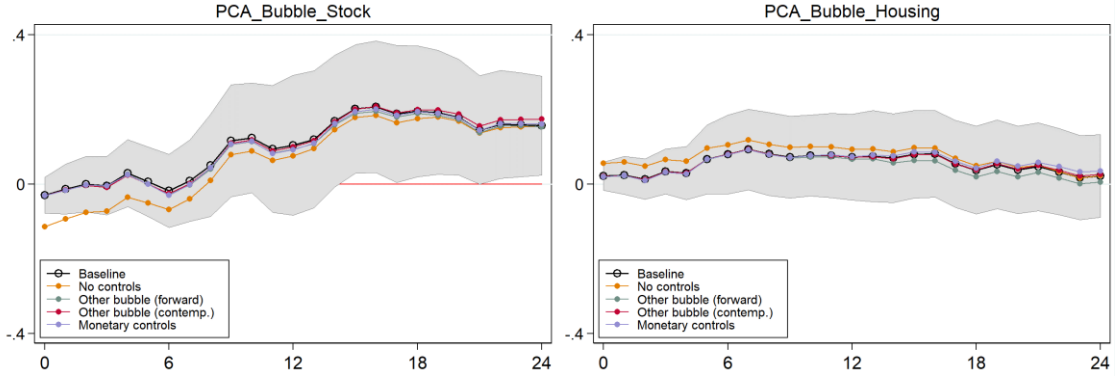 PCA_Bubble_Stock
.4
0
-.4
Baseline
No controls
Other bubble (forward)
Other bubble (contemp.)
Monetary controls
0 6 12 18 24
PCA_Bubble_Housing
.4
0
-.4
Baseline
No controls
Other bubble (forward)
Other bubble (contemp.)
Monetary controls
0 6 12 18 24